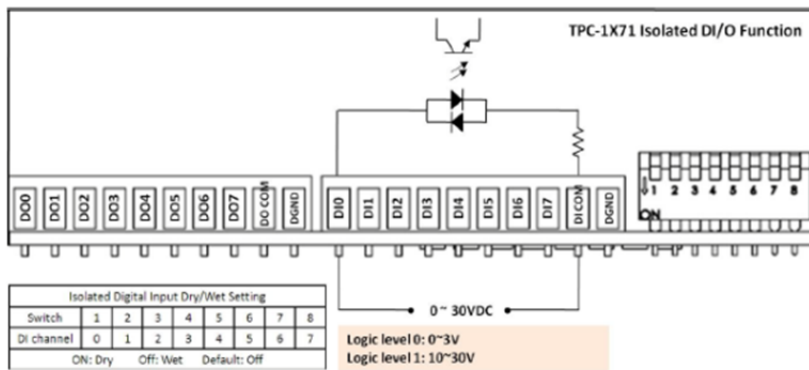 TPC-1X71 Isolated DI/O Function
DO0 DO1 DO2 DO3 DO4 DO5 DO6 DO7 DO COM DGND DI0 DI1 DI2 DI3 DI4 DI5 DI6 DI7 DI COM DGND
1 2 3 4 5 6 7 8
ON
0~ 30VDC
Isolated Digital Input Dry/Wet Setting
Switch 1 2 3 4 5 6 7 8
DI channel 0 1 2 3 4 5 6 7
ON: Dry Off: Wet Default: Off
Logic level 0: 0~3V
Logic level 1: 10~30V